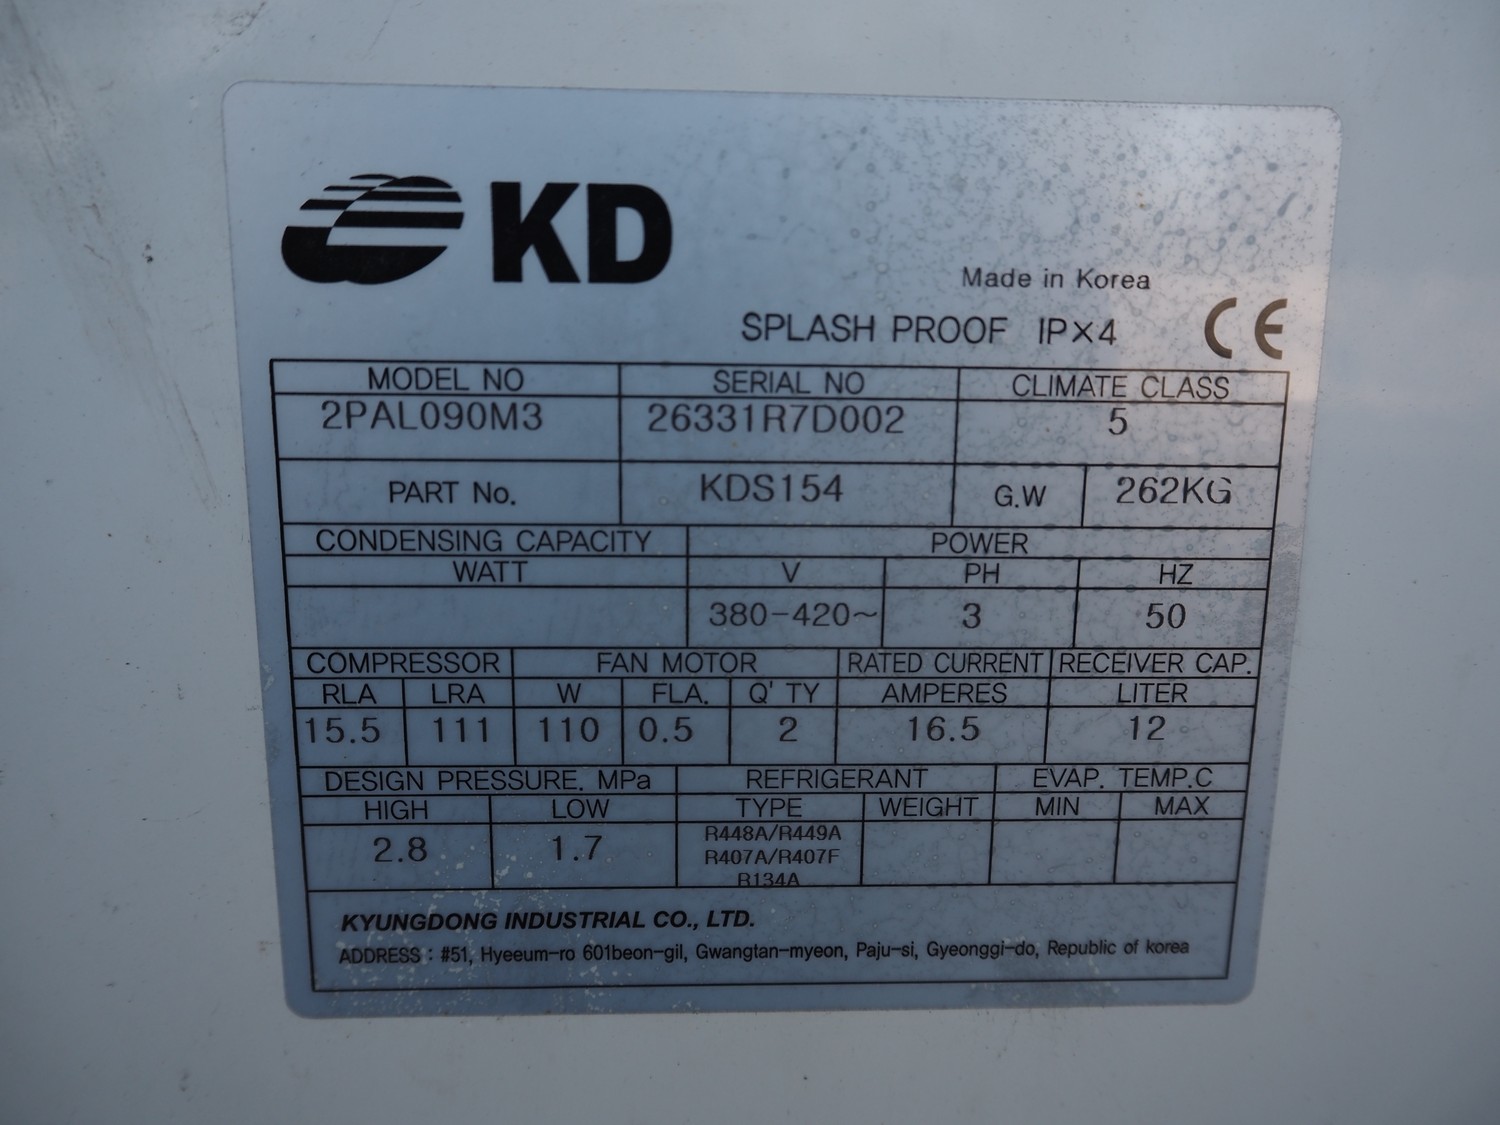 KD
Made in Korea
SPLASH PROOF IPX4 CE
MODEL NO SERIAL NO CLIMATE CLASS
2PAL090M3 26331R7D002 5
PART No. KDS154 G.W 262KG
CONDENSING CAPACITY POWER
WATT V PH HZ
380-420~ 3 50
COMPRESSOR FAN MOTOR RATED CURRENT RECEIVER CAP.
RLA LRA W FLA. Q' TY AMPERES LITER
15.5 111 110 0.5 2 16.5 12
DESIGN PRESSURE. MPa REFRIGERANT EVAP. TEMP.C
HIGH LOW TYPE WEIGHT MIN MAX
2.8 1.7 R448A/R449A
R407A/R407F
R134A
KYUNGDONG INDUSTRIAL CO., LTD.
ADDRESS : #51, Hyeeum-ro 601beon-gil, Gwangtan-myeon, Paju-si, Gyeonggi-do, Republic of korea